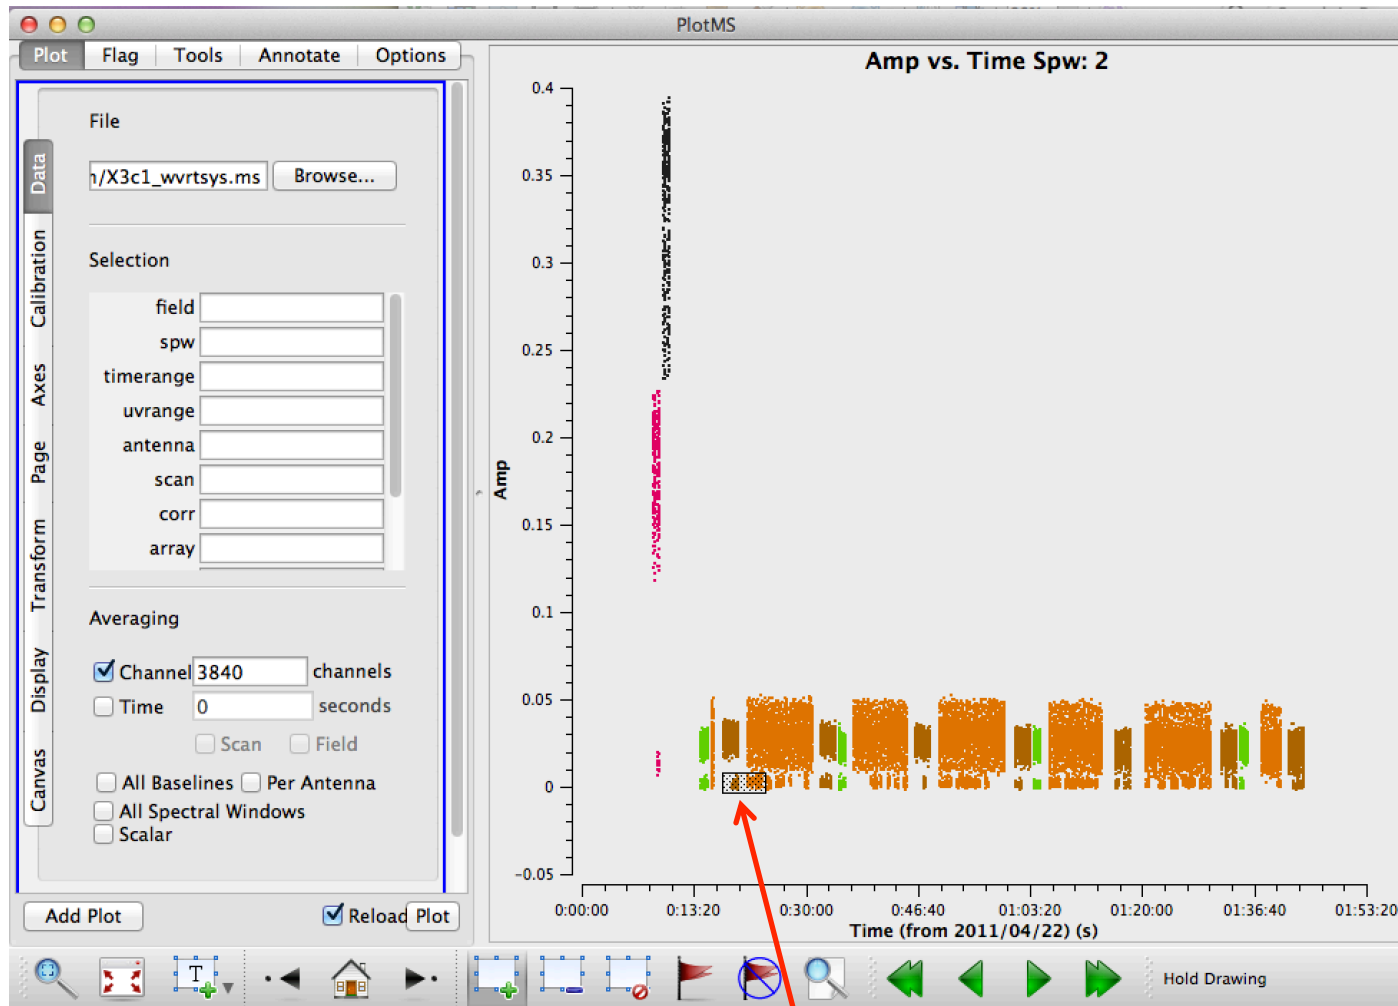 PlotMS
Plot Flag Tools Annotate Options
File
Data
ı/X3c1_wvrtsys.ms Browse...
Calibration
Selection
field
spw
timerange
Axes
uvrange
antenna
Page
scan
corr
array
Transform
Averaging
Channel 3840 channels
Display
Time 0 seconds
Scan Field
Canvas
All Baselines Per Antenna
All Spectral Windows
Scalar
Add Plot Reload Plot
Amp vs. Time Spw: 2
0.4
0.35
0.3
0.25
0.2
Amp
0.15
0.1
0.05
0
-0.05
0:00:00 0:13:20 0:30:00 0:46:40 01:03:20 01:20:00 01:36:40 01:53:20
Time (from 2011/04/22) (s)
T
Hold Drawing